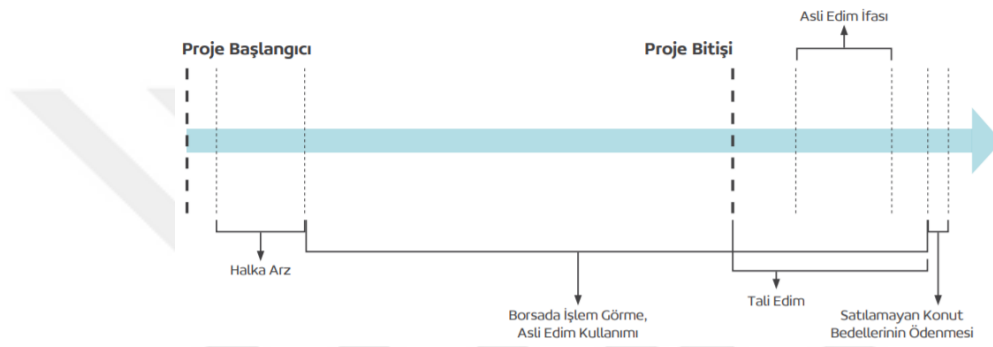 Asli Edim İfası
Proje Başlangıcı
Proje Bitişi
Halka Arz
Borsada İşlem Görme,
Asli Edim Kullanımı
Tali Edim
Satılamayan Konut
Bedellerinin Ödenmesi